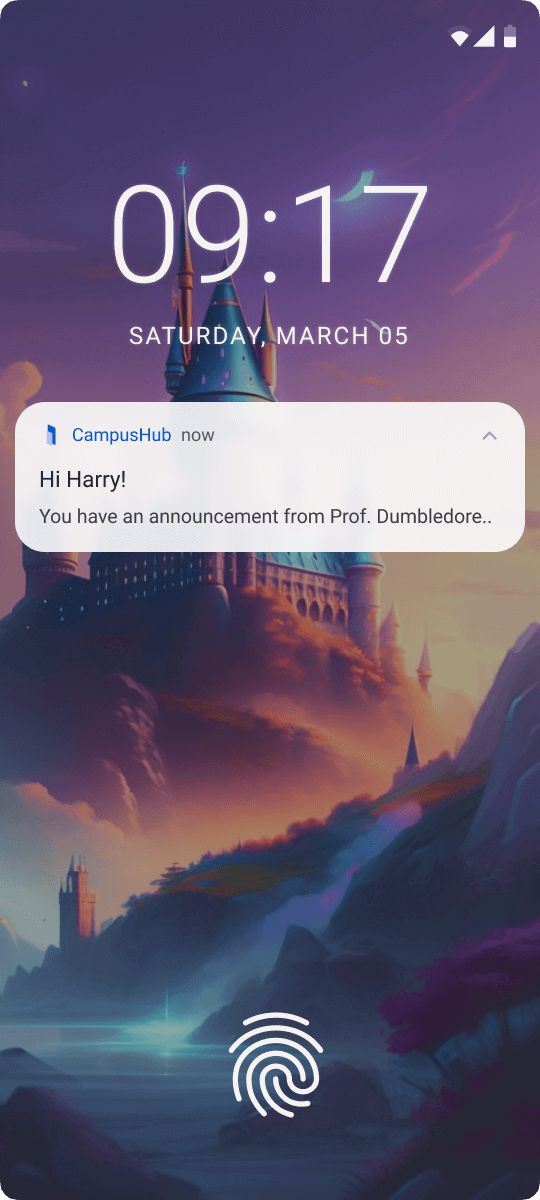 09:17
SATURDAY, MARCH 05
CampusHub now
Hi Harry!
You have an announcement from Prof. Dumbledore..